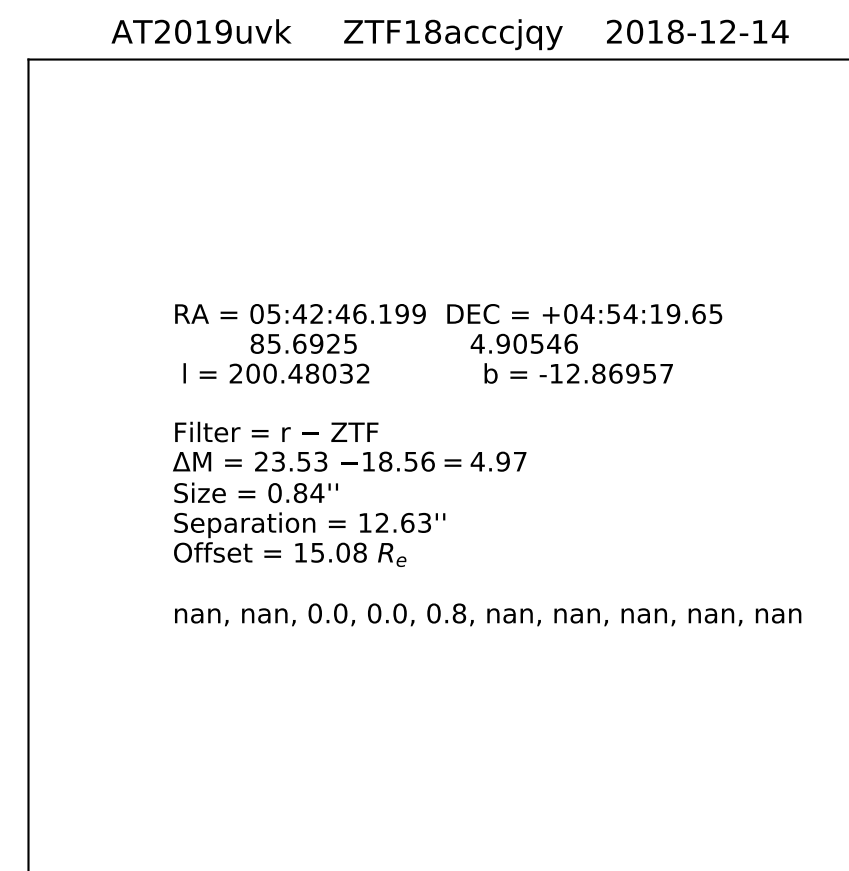 AT2019uvk ZTF18acccjqy 2018-12-14
RA = 05:42:46.199 DEC = +04:54:19.65
85.6925 4.90546
l = 200.48032 b = -12.86957
Filter = r − ZTF
ΔM = 23.53 −18.56 = 4.97
Size = 0.84''
Separation = 12.63''
Offset = 15.08 Re
nan, nan, 0.0, 0.0, 0.8, nan, nan, nan, nan, nan